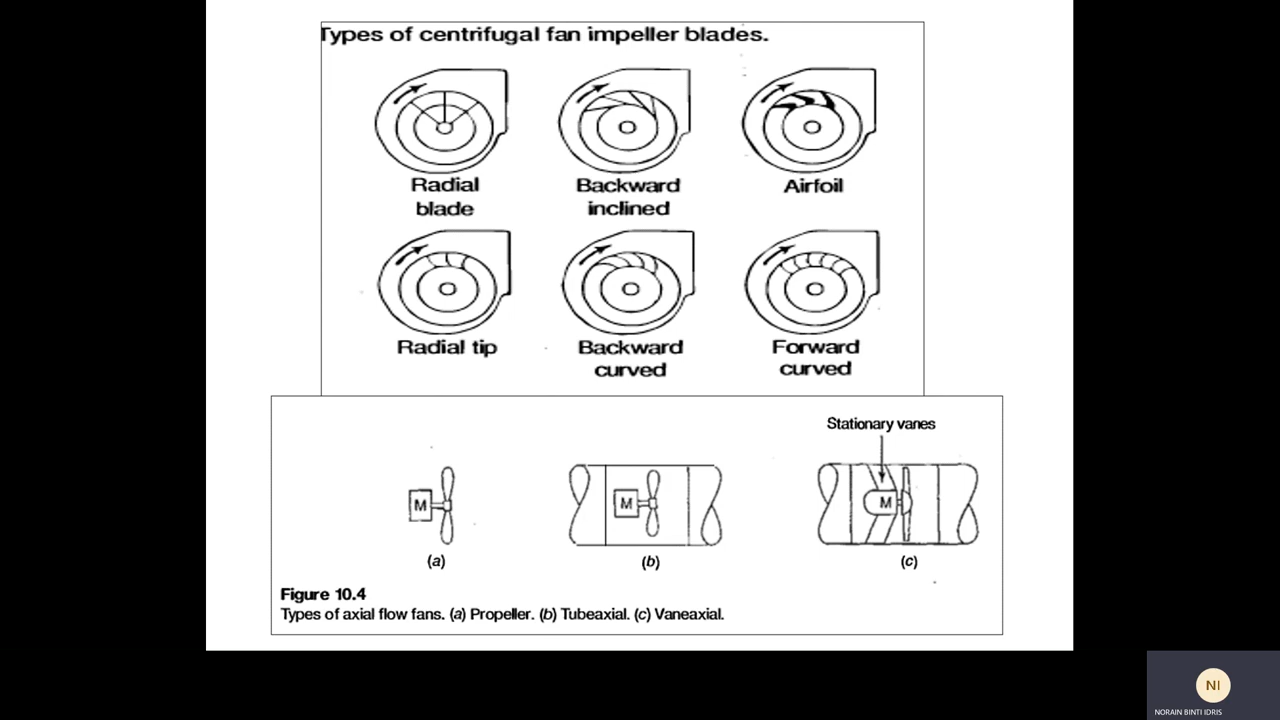 Types of centrifugal fan impeller blades.
Radial
blade
Backward
inclined
Airfoil
Radial tip
Backward
curved
Forward
curved
Stationary vanes
M
M
M
(a)
(b)
(c)
Figure 10.4
Types of axial flow fans. (a) Propeller. (b) Tubeaxial. (c) Vaneaxial.
NI
NORAIN BINTI IDRIS